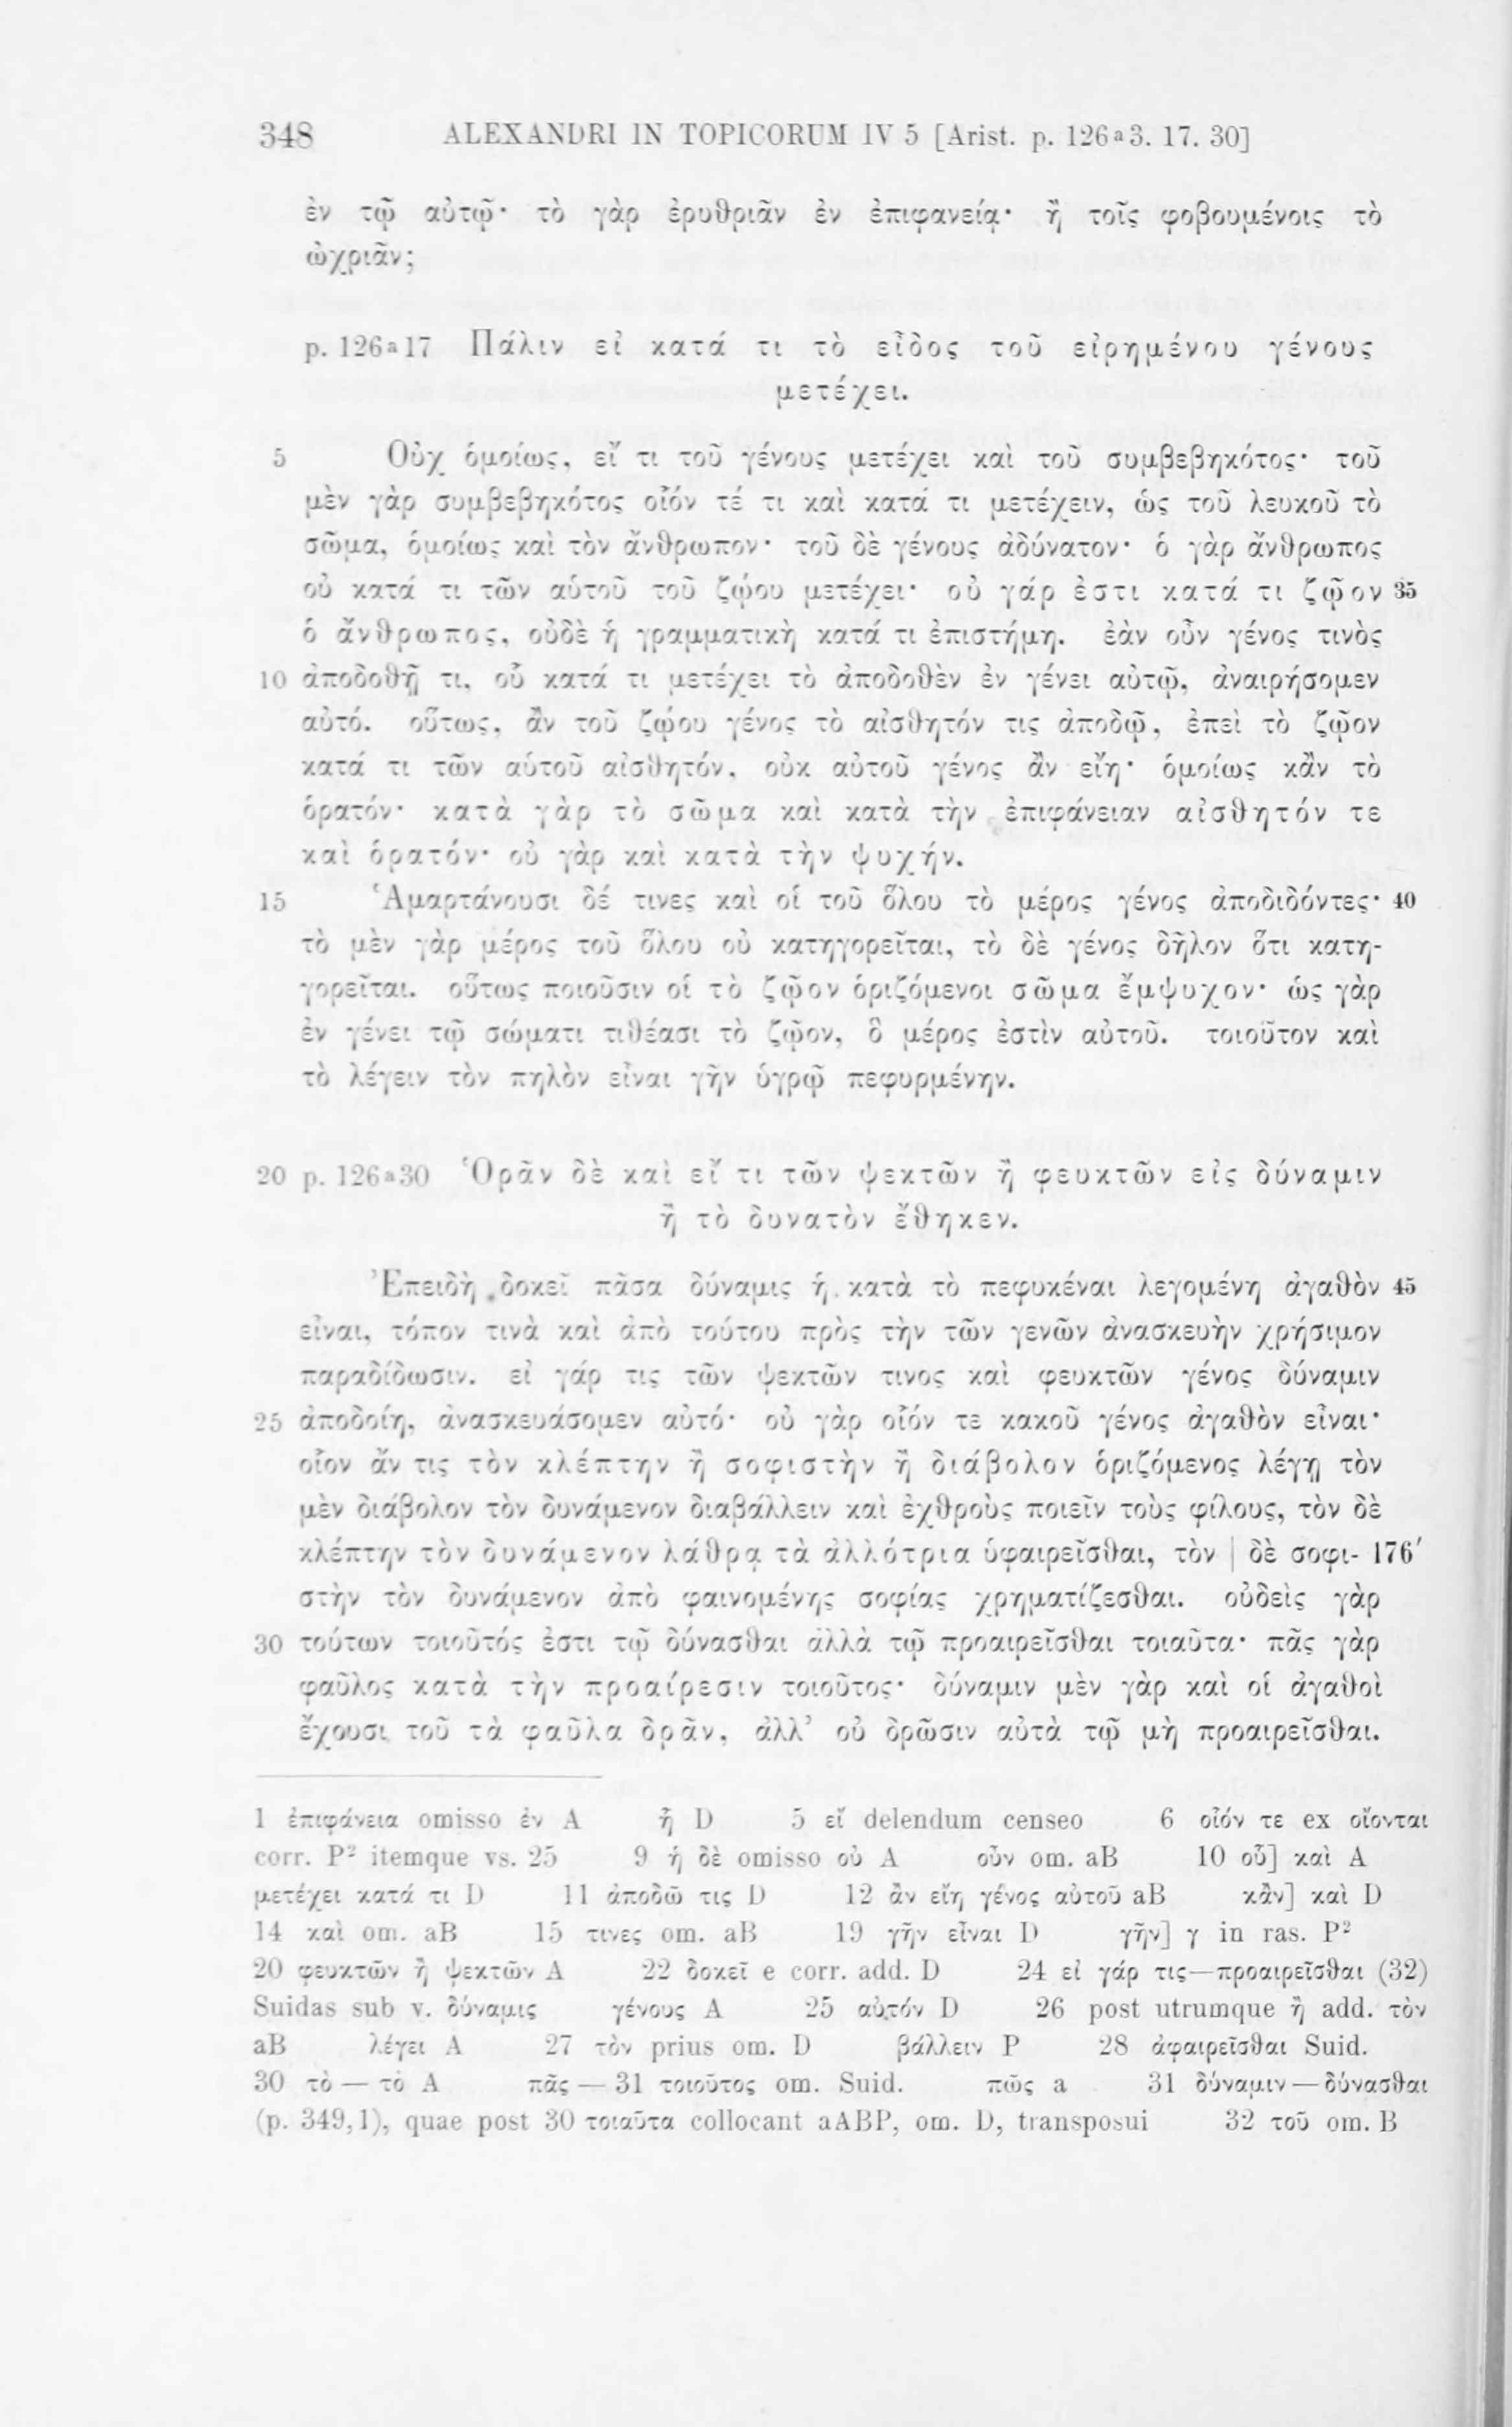 348 ALEXANDRI IN TOPICORUM IV 5 [Arist. p. 126ª3. 17. 30]
ἐν τῷ αὐτῷ· τὸ γὰρ ἐρυθριᾶν ἐν ἐπιφανείᾳ· ἢ τοῖς φοβουμένοις τὸ
ὠχριᾶν;
p. 126ª17 Πάλιν εἰ κατά τι τὸ εἶδος τοῦ εἰρημένου γένους
μετέχει.
5 Οὐχ ὁμοίως, εἴ τι τοῦ γένους μετέχει καὶ τοῦ συμβεβηκότος· τοῦ
μὲν γὰρ συμβεβηκότος οἷόν τέ τι καὶ κατά τι μετέχειν, ὡς τοῦ λευκοῦ τὸ
σῶμα, ὁμοίως καὶ τὸν ἄνθρωπον· τοῦ δὲ γένους ἀδύνατον· ὁ γὰρ ἄνθρωπος
οὐ κατά τι τῶν αὑτοῦ τοῦ ζῴου μετέχει· οὐ γάρ ἐστι κατά τι ζῷον 35
ὁ ἄνθρωπος, οὐδὲ ἡ γραμματικὴ κατά τι ἐπιστήμη. ἐὰν οὖν γένος τινὸς
10 ἀποδοθῇ τι, οὗ κατά τι μετέχει τὸ ἀποδοθὲν ἐν γένει αὐτῷ, ἀναιρήσομεν
αὐτό. οὕτως, ἂν τοῦ ζῴου γένος τὸ αἰσθητόν τις ἀποδῷ, ἐπεὶ τὸ ζῷον
κατά τι τῶν αὑτοῦ αἰσθητόν, οὐκ αὐτοῦ γένος ἂν εἴη· ὁμοίως κἂν τὸ
ὁρατόν· κατὰ γὰρ τὸ σῶμα καὶ κατὰ τὴν ἐπιφάνειαν αἰσθητόν τε
καὶ ὁρατόν· οὐ γὰρ καὶ κατὰ τὴν ψυχήν.
15 Ἁμαρτάνουσι δέ τινες καὶ οἱ τοῦ ὅλου τὸ μέρος γένος ἀποδιδόντες· 40
τὸ μὲν γὰρ μέρος τοῦ ὅλου οὐ κατηγορεῖται, τὸ δὲ γένος δῆλον ὅτι κατη-
γορεῖται. οὕτως ποιοῦσιν οἱ τὸ ζῷον ὁριζόμενοι σῶμα ἔμψυχον· ὡς γὰρ
ἐν γένει τῷ σώματι τιθέασι τὸ ζῷον, ὃ μέρος ἐστὶν αὐτοῦ. τοιοῦτον καὶ
τὸ λέγειν τὸν πηλὸν εἶναι γῆν ὑγρῷ πεφυρμένην.
20 p. 126ª30 Ὁρᾶν δὲ καὶ εἴ τι τῶν ψεκτῶν ἢ φευκτῶν εἰς δύναμιν
ἢ τὸ δυνατὸν ἔθηκεν.
Ἐπειδὴ δοκεῖ πᾶσα δύναμις ἡ κατὰ τὸ πεφυκέναι λεγομένη ἀγαθὸν 45
εἶναι, τόπον τινὰ καὶ ἀπὸ τούτου πρὸς τὴν τῶν γενῶν ἀνασκευὴν χρήσιμον
παραδίδωσιν. εἰ γάρ τις τῶν ψεκτῶν τινος καὶ φευκτῶν γένος δύναμιν
25 ἀποδοίη, ἀνασκευάσομεν αὐτό· οὐ γὰρ οἷόν τε κακοῦ γένος ἀγαθὸν εἶναι·
οἷον ἄν τις τὸν κλέπτην ἢ σοφιστὴν ἢ διάβολον ὁριζόμενος λέγῃ τὸν
μὲν διάβολον τὸν δυνάμενον διαβάλλειν καὶ ἐχθροὺς ποιεῖν τοὺς φίλους, τὸν δὲ
κλέπτην τὸν δυνάμενον λάθρᾳ τὰ ἀλλότρια ὑφαιρεῖσθαι, τὸν | δὲ σοφι- 176ʳ
στὴν τὸν δυνάμενον ἀπὸ φαινομένης σοφίας χρηματίζεσθαι. οὐδεὶς γὰρ
30 τούτων τοιοῦτός ἐστι τῷ δύνασθαι ἀλλὰ τῷ προαιρεῖσθαι τοιαῦτα· πᾶς γὰρ
φαῦλος κατὰ τὴν προαίρεσιν τοιοῦτος· δύναμιν μὲν γὰρ καὶ οἱ ἀγαθοὶ
ἔχουσι τοῦ τὰ φαῦλα δρᾶν, ἀλλ’ οὐ δρῶσιν αὐτὰ τῷ μὴ προαιρεῖσθαι.
1 ἐπιφάνεια omisso ἐν A ᾗ D 5 εἴ delendum censeo 6 οἷόν τε ex οἴονται
corr. P² itemque vs. 25 9 ἡ δὲ omisso οὐ A οὖν om. aB 10 οὗ] καὶ A
μετέχει κατά τι D 11 ἀποδῶ τις D 12 ἂν εἴη γένος αὐτοῦ aB κἂν] καὶ D
14 καὶ om. aB 15 τινες om. aB 19 γῆν εἶναι D γῆν] γ in ras. P²
20 φευκτῶν ἢ ψεκτῶν A 22 δοκεῖ e corr. add. D 24 εἰ γάρ τις—προαιρεῖσθαι (32)
Suidas sub v. δύναμις γένους A 25 αὐτόν D 26 post utrumque ἢ add. τὸν
aB λέγει A 27 τὸν prius om. D βάλλειν P 28 ἀφαιρεῖσθαι Suid.
30 τὸ — τὸ A πᾶς — 31 τοιοῦτος om. Suid. πῶς a 31 δύναμιν — δύνασθαι
(p. 349,1), quae post 30 τοιαῦτα collocant aABP, om. D, transposui 32 τοῦ om. B